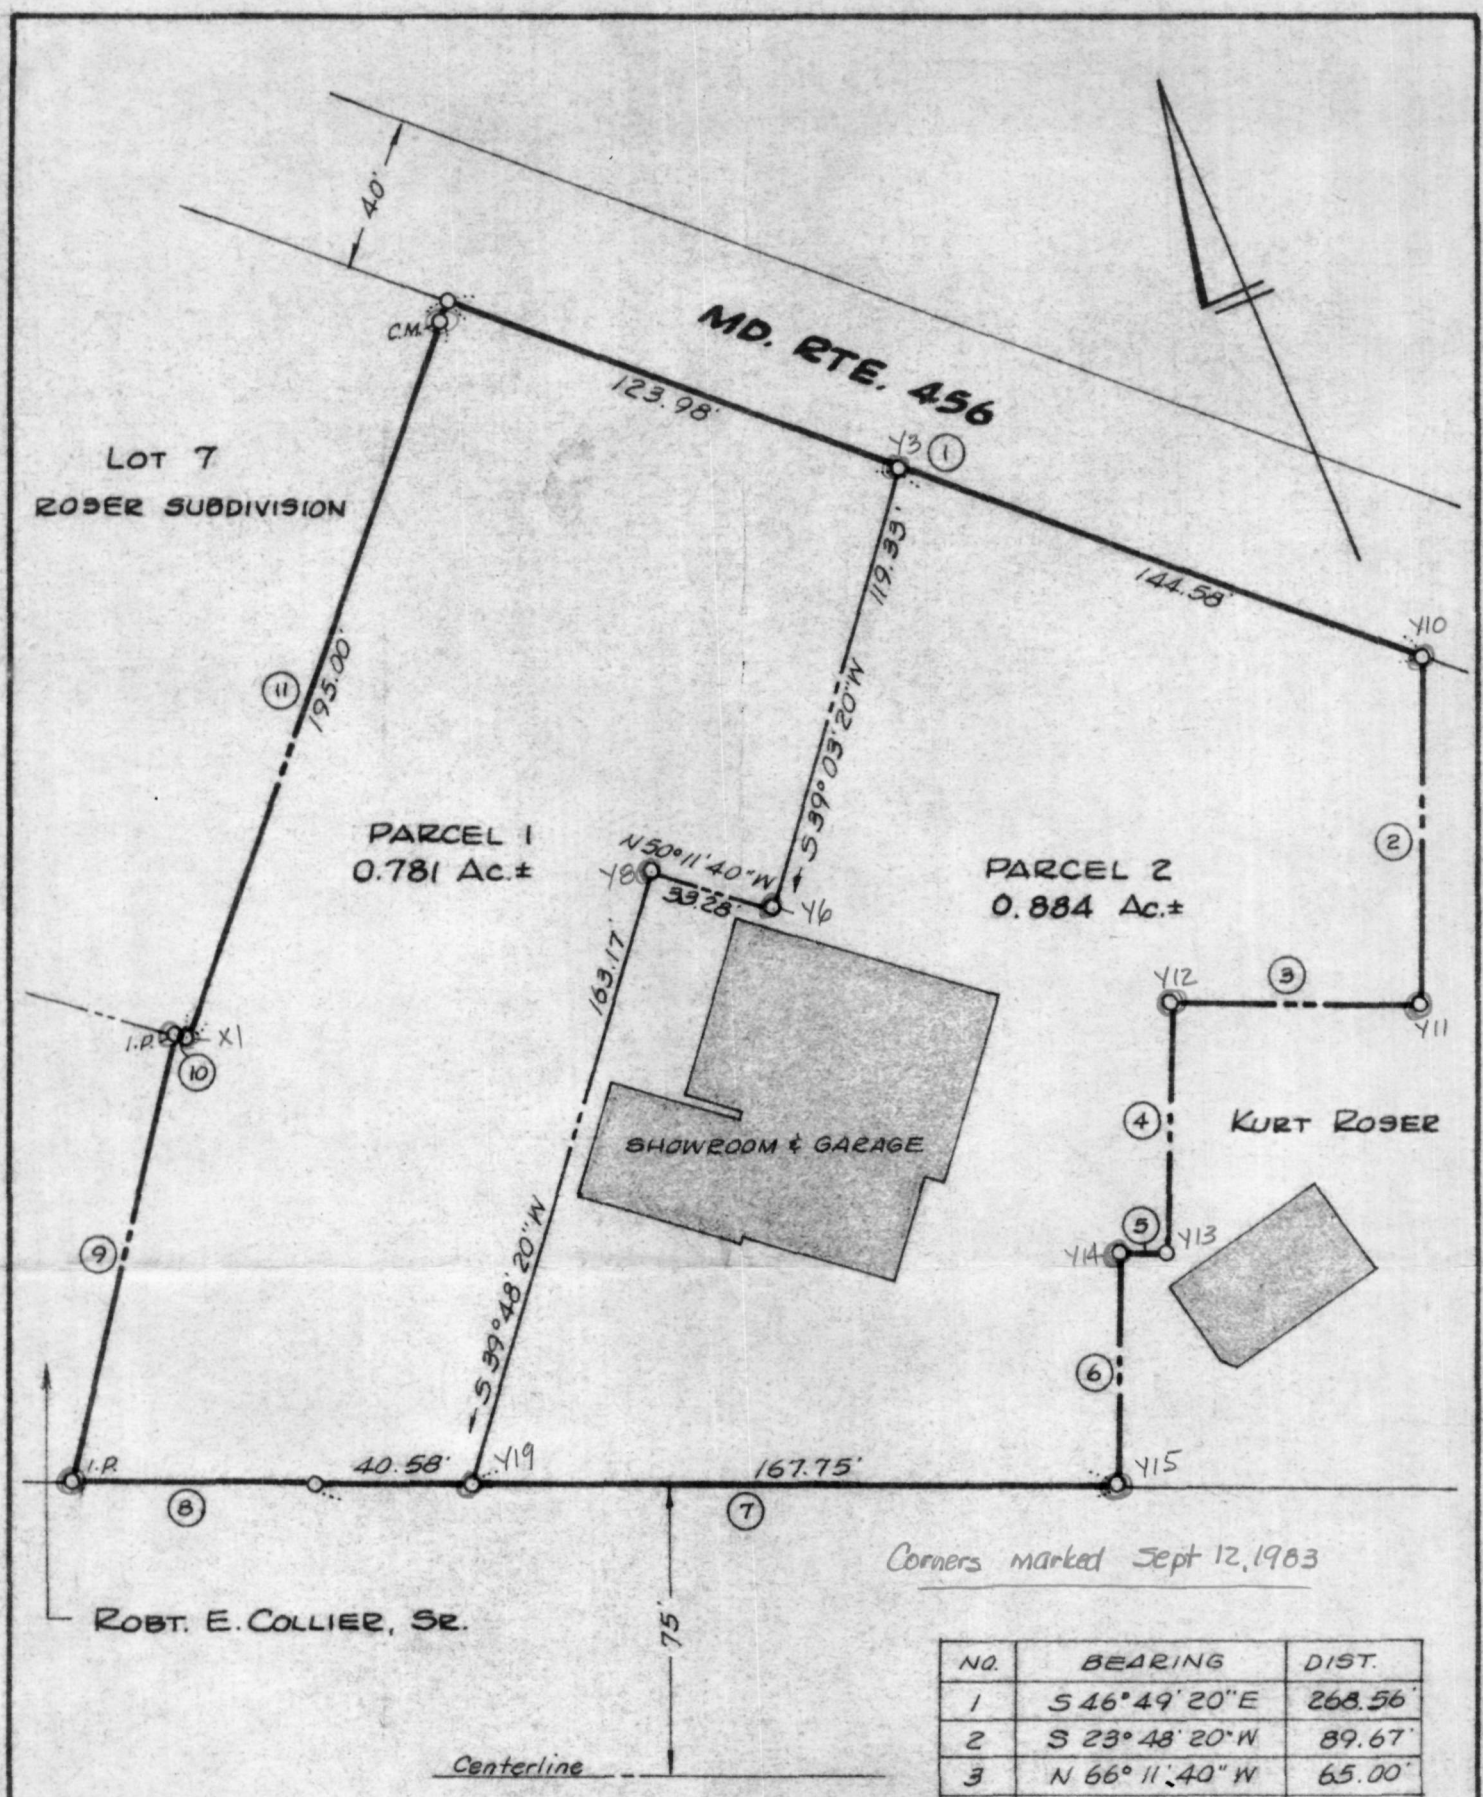 40'
C.M.
MD. RTE. 456
123.98'
Y3 1
LOT 7
ROSER SUBDIVISION
119.33'
144.58'
Y10
11
195.00'
S 39° 03' 20" W
2
PARCEL 1
0.781 Ac.±
N 50° 11' 40" W
Y8
33.28'
Y6
PARCEL 2
0.884 Ac.±
163.17'
Y12
3
Y11
I.P.
X1
10
4
KURT ROSER
SHOWROOM & GARAGE
9
5
Y13
Y14
S 39° 48' 20" W
6
I.P.
40.58'
Y19
167.75'
Y15
8
7
Corners marked Sept 12, 1983
ROBT. E. COLLIER, SR.
75'
Centerline
NO. BEARING DIST.
1 S 46° 49' 20" E 268.56'
2 S 23° 48' 20" W 89.67'
3 N 66° 11' 40" W 65.00'